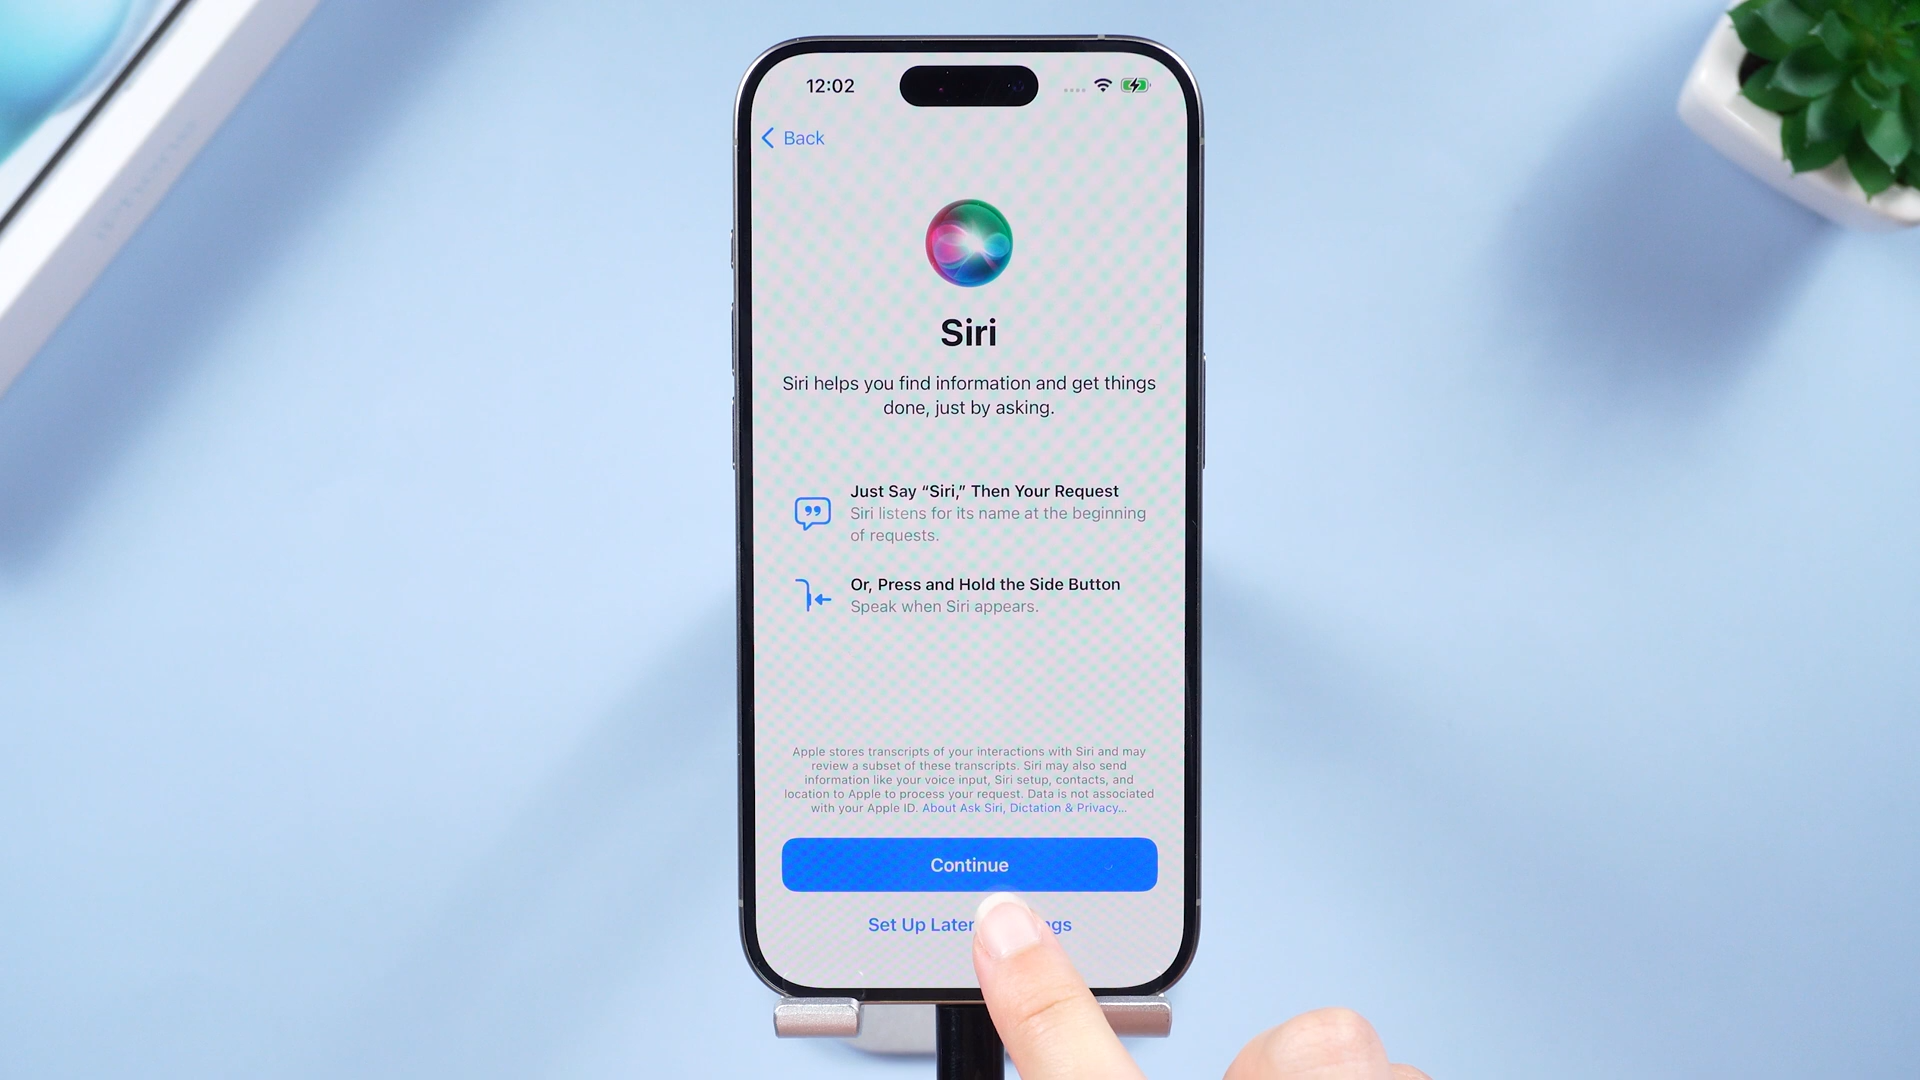 12:02
Back
Siri
Siri helps you find information and get things
done, just by asking.
Just Say “Siri,” Then Your Request
Siri listens for its name at the beginning
of requests.
Or, Press and Hold the Side Button
Speak when Siri appears.
Apple stores transcripts of your interactions with Siri and may
review a subset of these transcripts. Siri may also send
information like your voice input, Siri setup, contacts, and
location to Apple to process your request. Data is not associated
with your Apple ID. About Ask Siri, Dictation & Privacy...
Continue
Set Up Later
iPhone